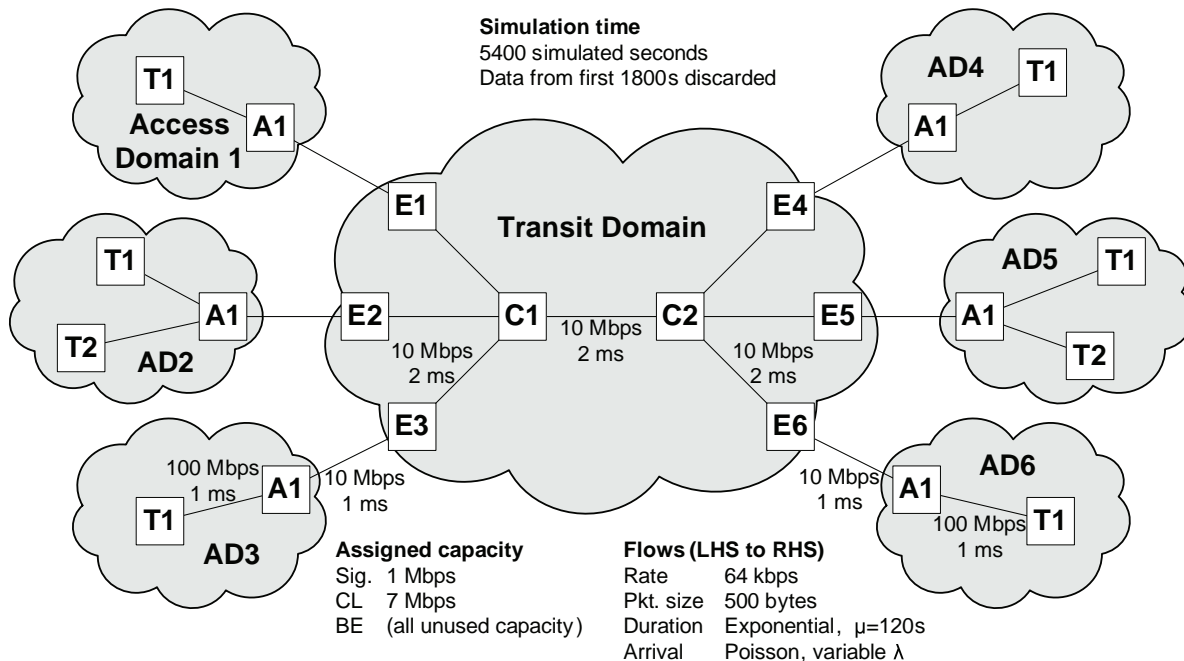 Simulation time
5400 simulated seconds
Data from first 1800s discarded
T1
Access
Domain 1
A1
AD4
T1
A1
E1
E4
Transit Domain
T1
A1
T2
AD2
E2
C1
10 Mbps
2 ms
C2
E5
AD5
T1
A1
T2
10 Mbps
2 ms
10 Mbps
2 ms
E3
E6
100 Mbps
1 ms
A1
10 Mbps
1 ms
T1
AD3
10 Mbps
1 ms
A1
AD6
100 Mbps
1 ms
T1
Assigned capacity
Sig. 1 Mbps
CL 7 Mbps
BE (all unused capacity)
Flows (LHS to RHS)
Rate 64 kbps
Pkt. size 500 bytes
Duration Exponential, μ=120s
Arrival Poisson, variable λ